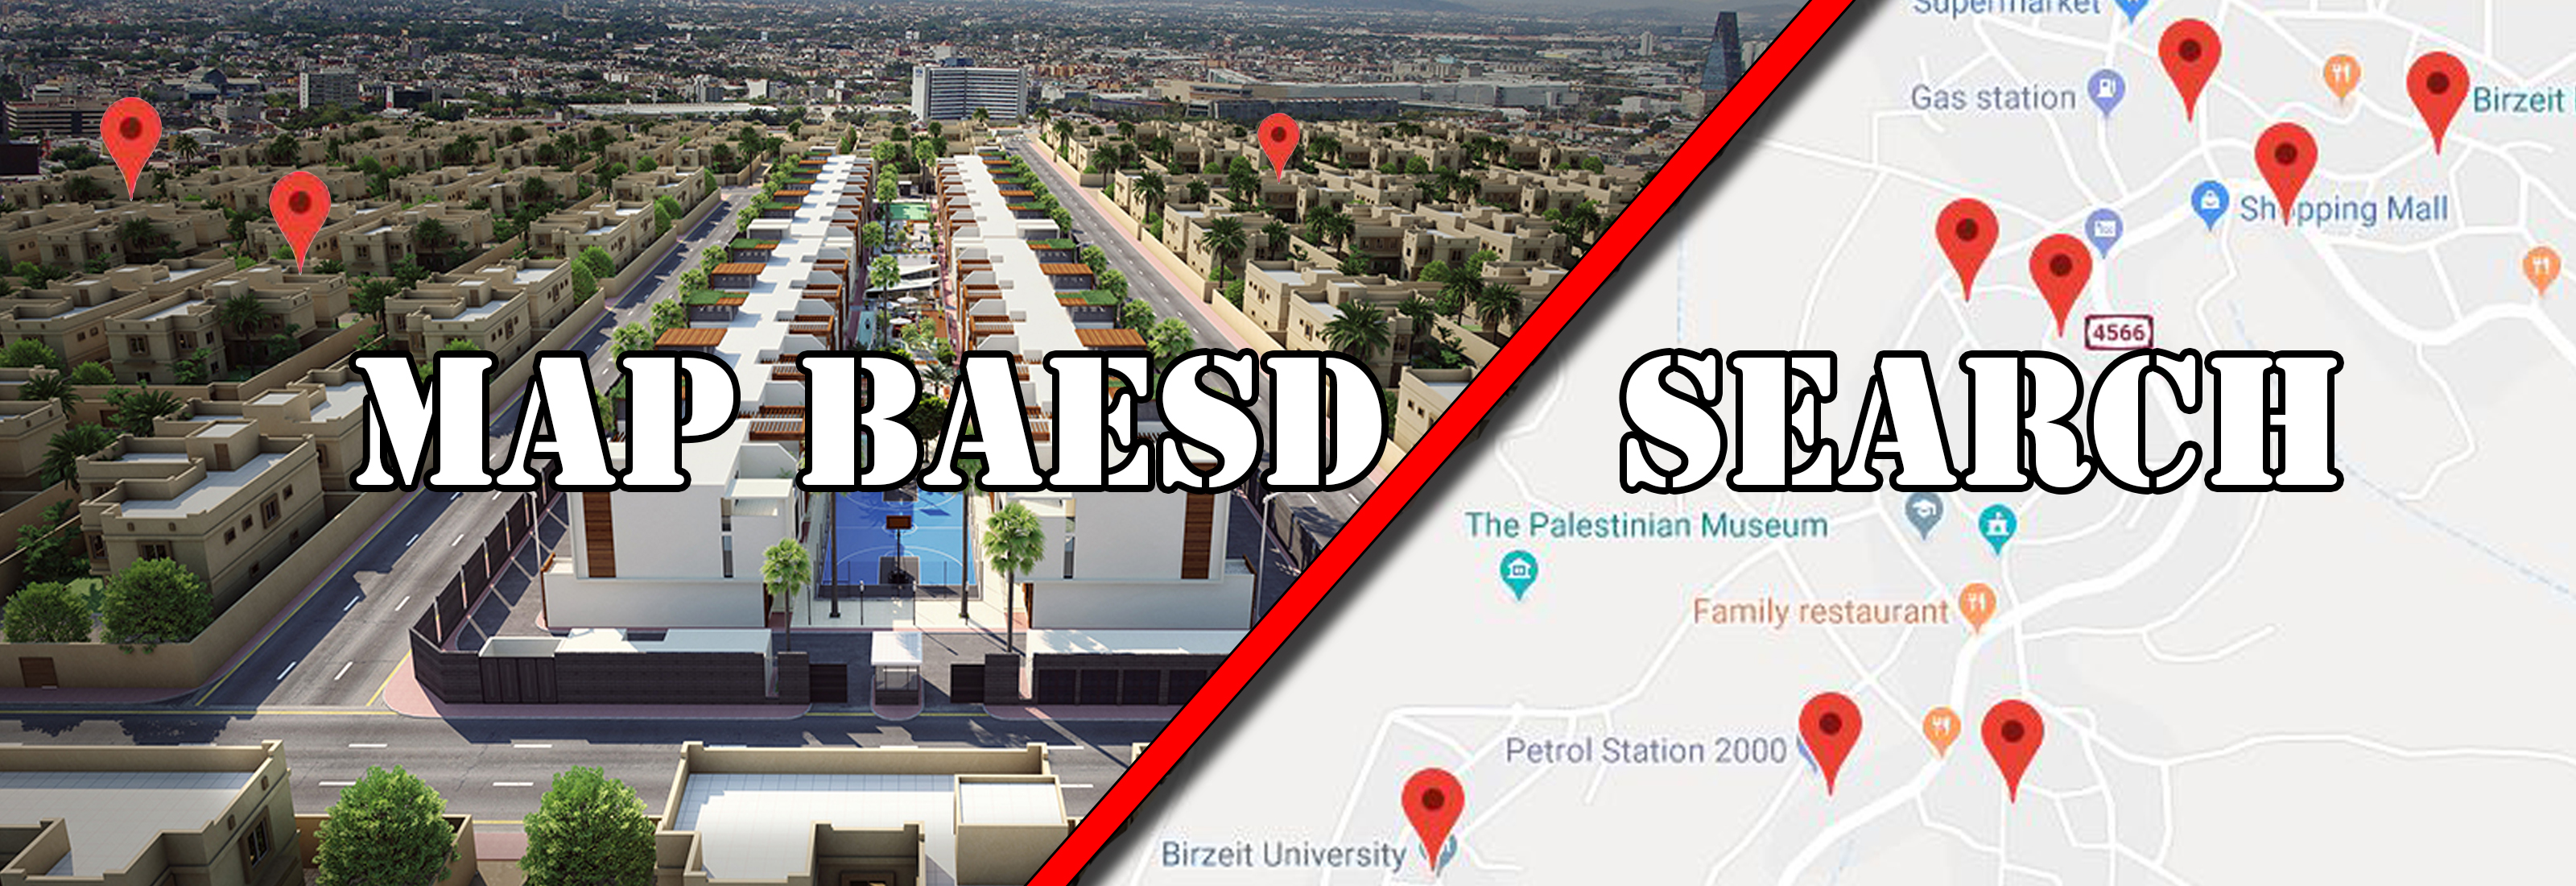 Supermarket
Gas station
Birzeit
Shopping Mall
4566
MAP BAESD SEARCH
The Palestinian Museum
Family restaurant
Petrol Station 2000
Birzeit University